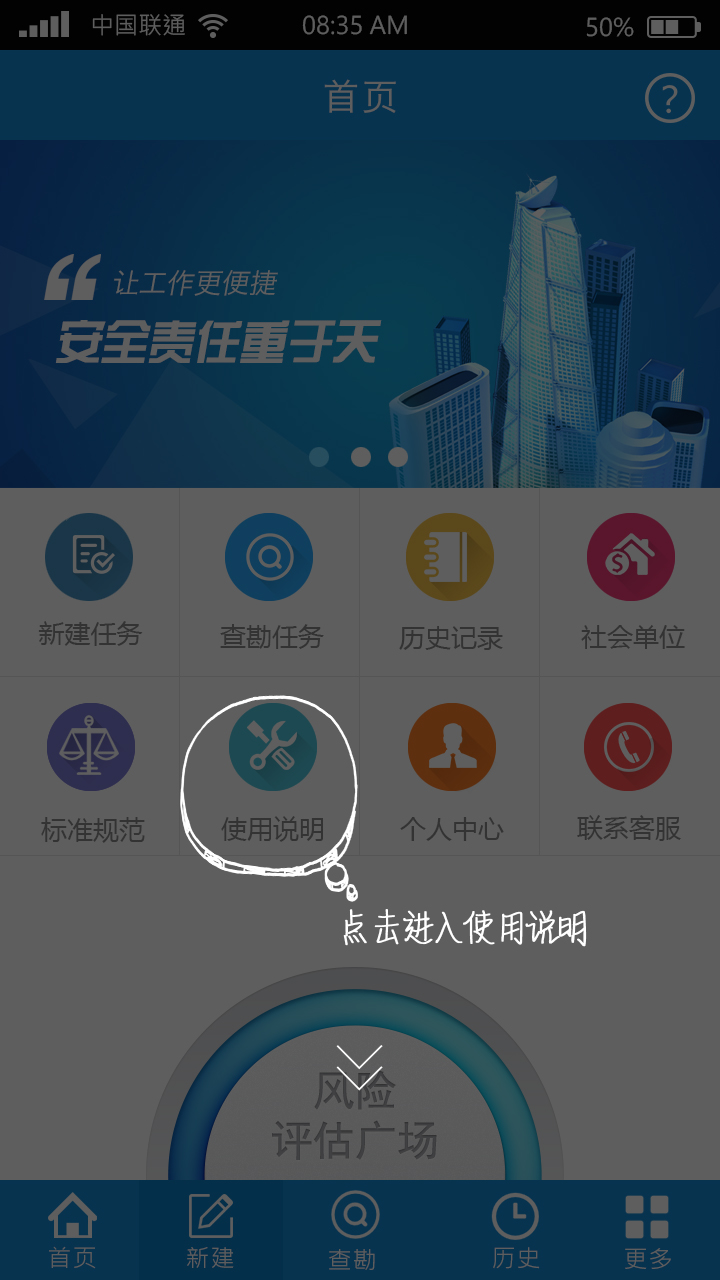 中国联通 08:35 AM 50%
首页 ?
让工作更便捷
安全责任重于天
新建任务 查勘任务 历史记录 社会单位
标准规范 使用说明 个人中心 联系客服
点击进入使用说明
风险
评估广场
首页 新建 查勘 历史 更多